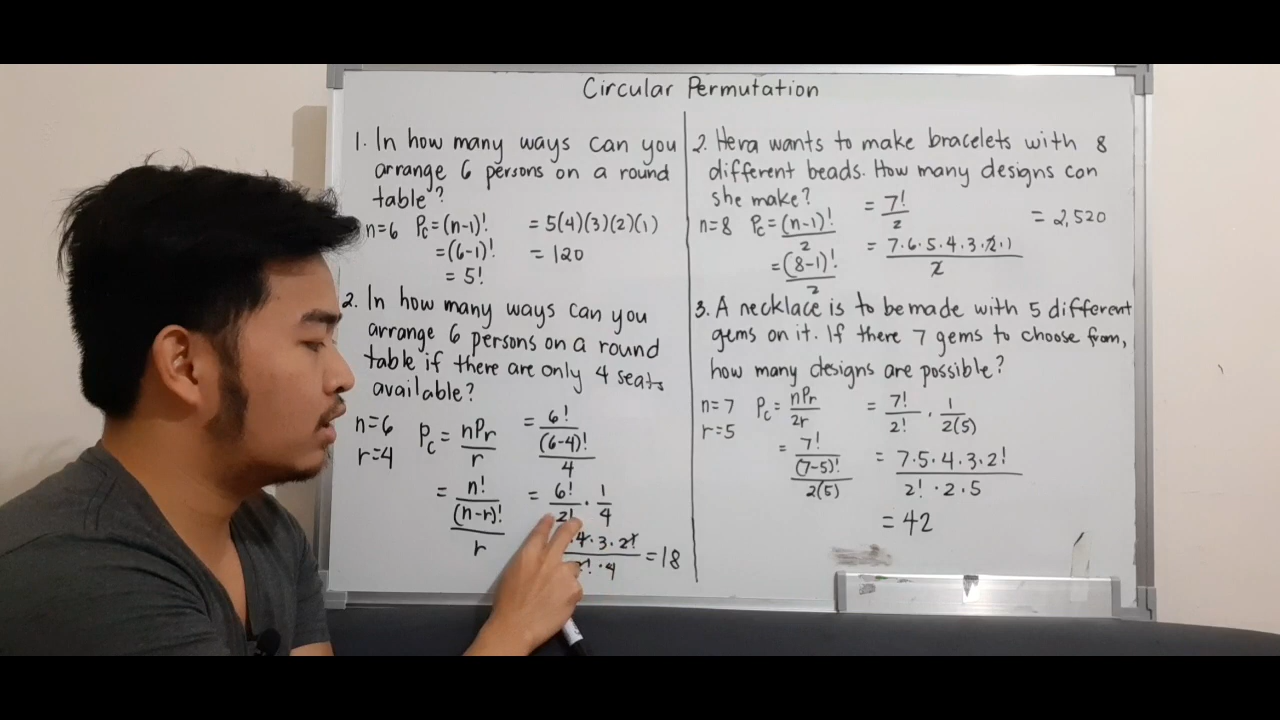 Circular Permutation
1. In how many ways can you
arrange 6 persons on a round
table?
n=6 Pc=(n-1)! = 5(4)(3)(2)(1)
=(6-1)! = 120
= 5!
2. In how many ways can you
arrange 6 persons on a round
table if there are only 4 seats
available?
n=6 Pc = nPr/r = 6!/(6-4)!/4
r=4
= n!/(n-r)!/r = 6!/2! · 1/4
4·3·2!/2!·4 = 18
2. Hera wants to make bracelets with 8
different beads. How many designs can
she make?
n=8 Pc=(n-1)!/2 = 7!/2 = 2,520
=(8-1)!/2 = 7·6·5·4·3·2·1/2
3. A necklace is to be made with 5 different
gems on it. If there 7 gems to choose from,
how many designs are possible?
n=7 Pc = nPr/2r = 7!/2! · 1/2(5)
r=5
= 7!/(7-5)!/2(5) = 7·5·4·3·2!/2!·2·5
= 42